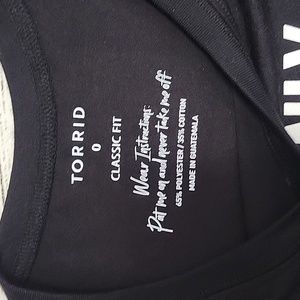 TORRID
0
CLASSIC FIT
Wear Instructions:
Put me on and never take me off
65% POLYESTER / 35% COTTON
MADE IN GUATEMALA